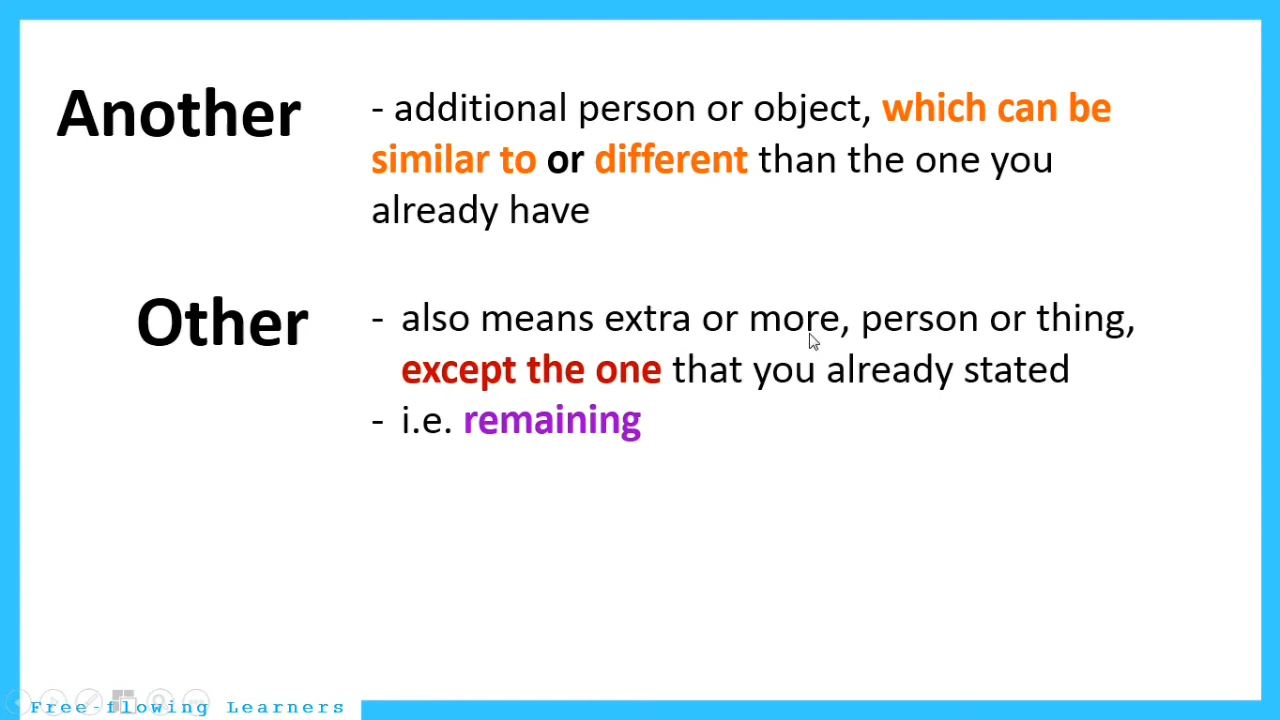 Another
- additional person or object, which can be
similar to or different than the one you
already have
Other
- also means extra or more, person or thing,
except the one that you already stated
- i.e. remaining
Free-flowing Learners